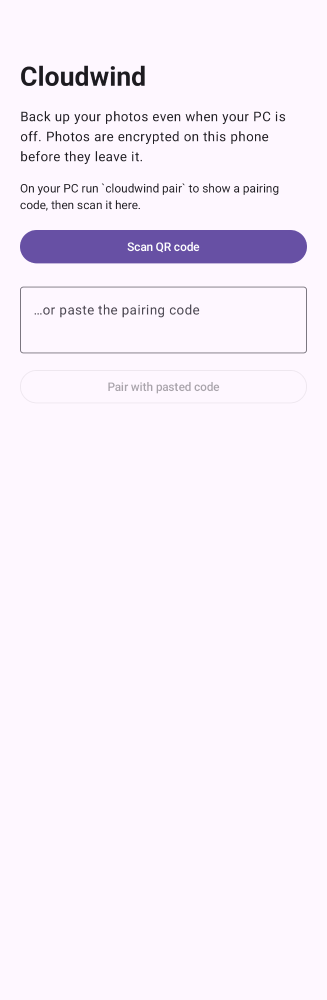 Cloudwind
Back up your photos even when your PC is
off. Photos are encrypted on this phone
before they leave it.
On your PC run `cloudwind pair` to show a pairing
code, then scan it here.
Scan QR code
…or paste the pairing code
Pair with pasted code